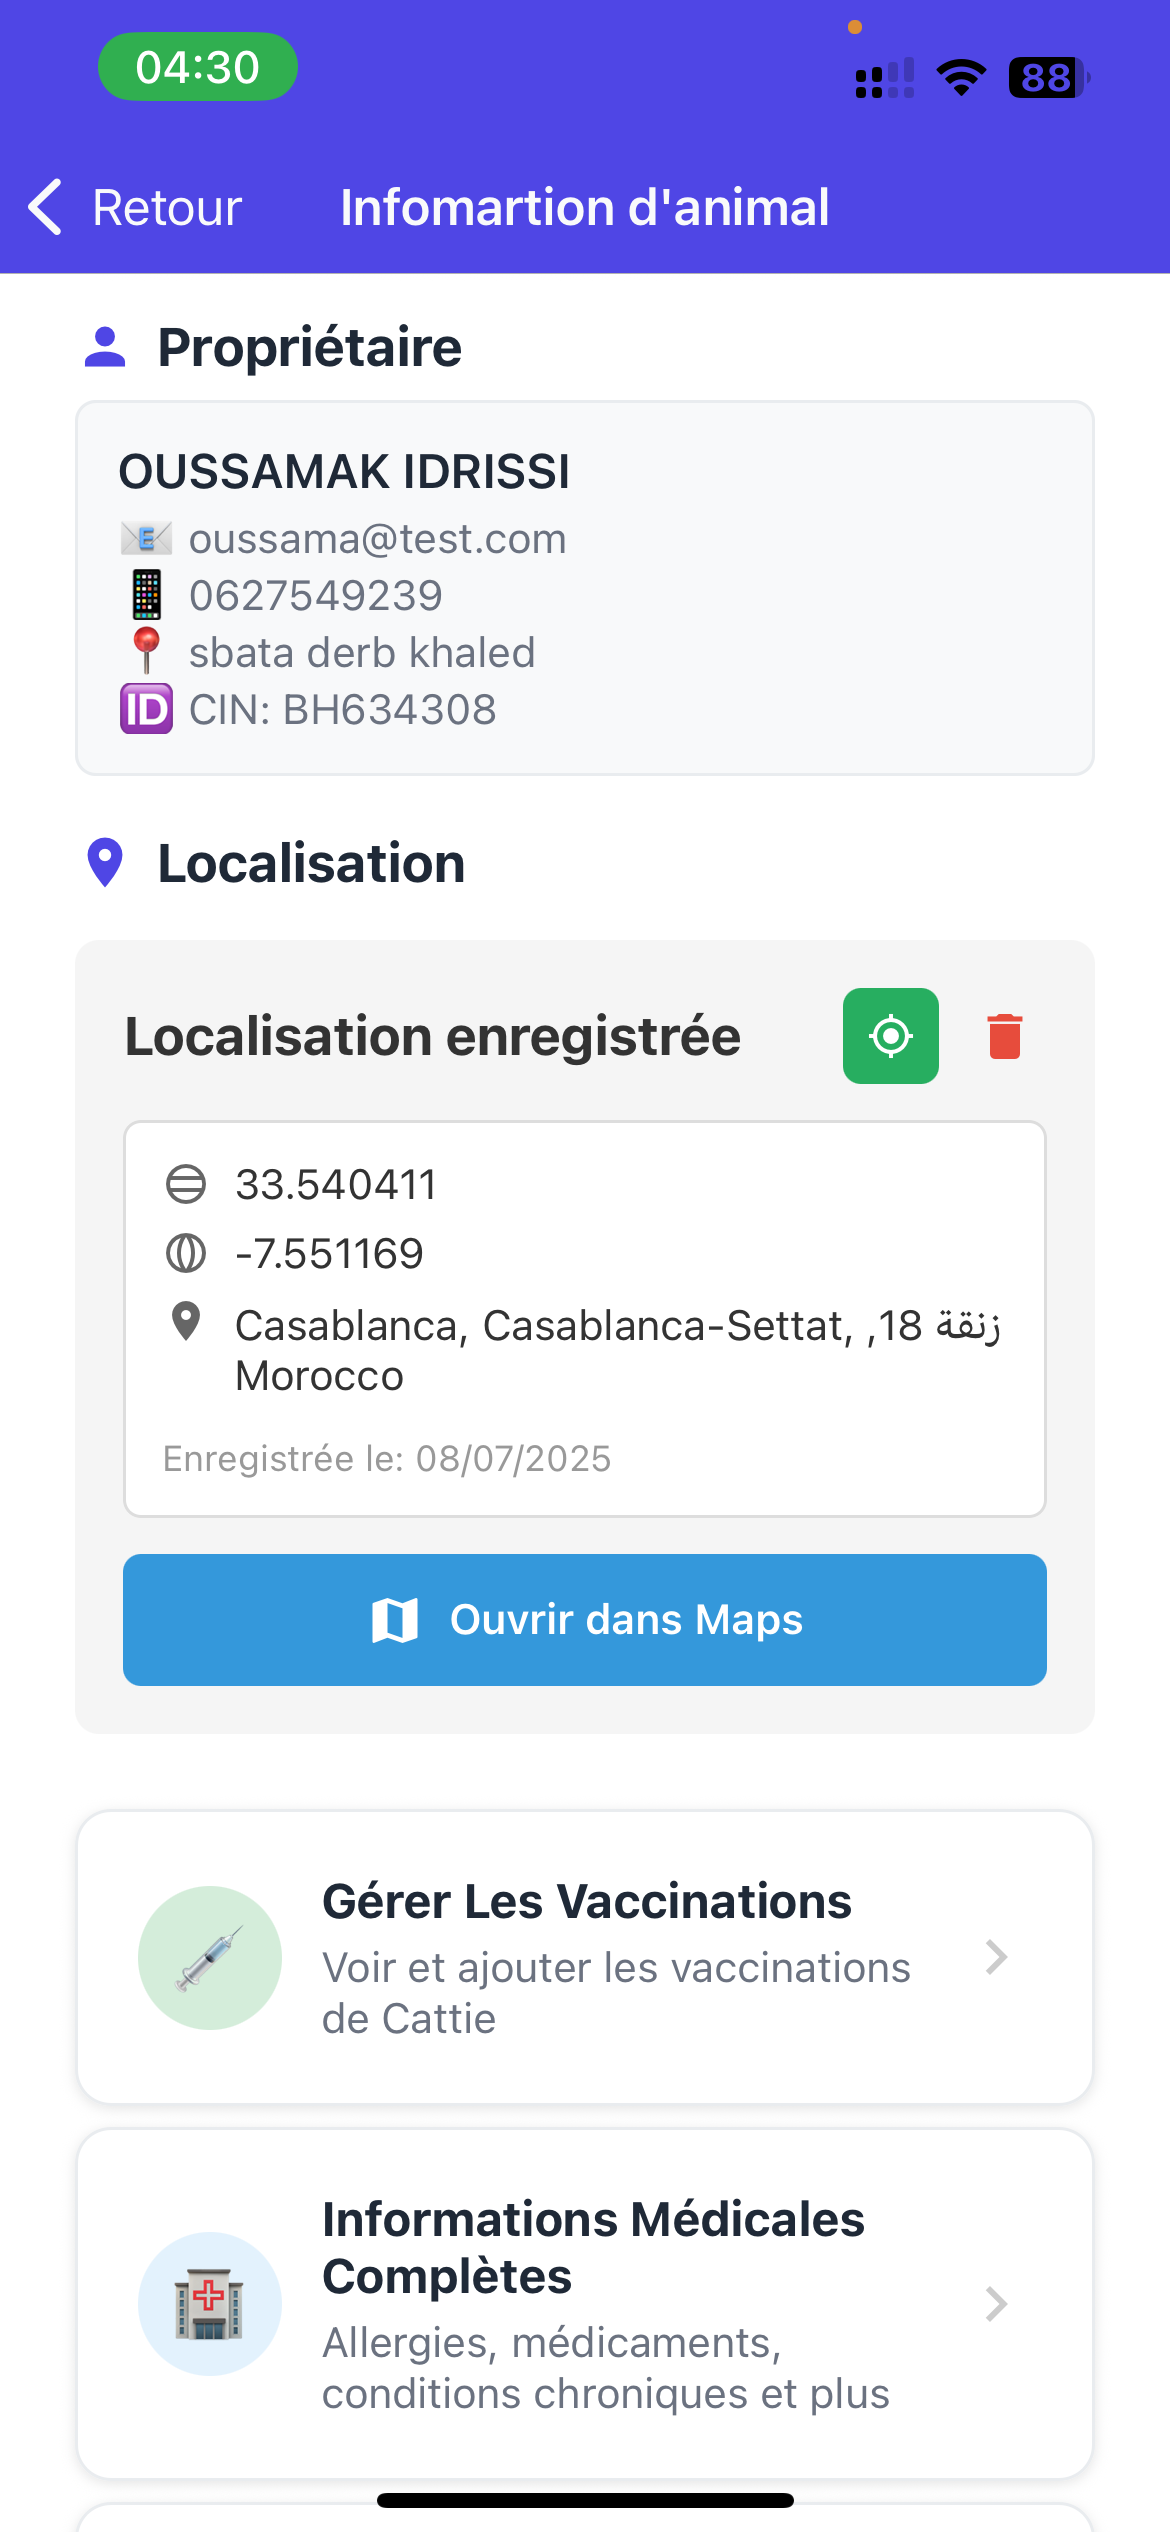 04:30
88
Retour
Infomartion d'animal
Propriétaire
OUSSAMAK IDRISSI
oussama@test.com
0627549239
sbata derb khaled
ID CIN: BH634308
Localisation
Localisation enregistrée
33.540411
-7.551169
Casablanca, Casablanca-Settat, ,18 زنقة
Morocco
Enregistrée le: 08/07/2025
Ouvrir dans Maps
Gérer Les Vaccinations
Voir et ajouter les vaccinations
de Cattie
Informations Médicales
Complètes
Allergies, médicaments,
conditions chroniques et plus